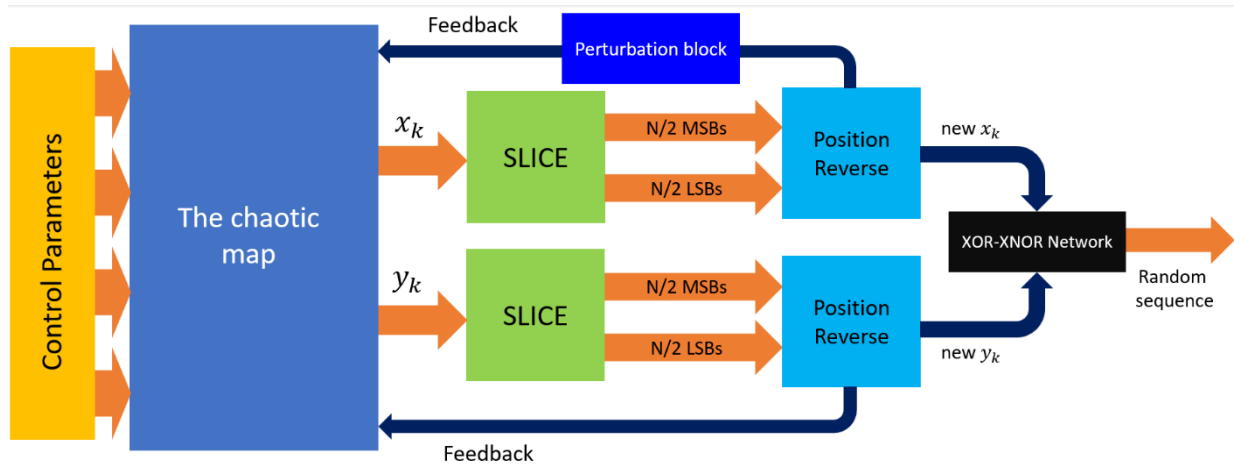 Feedback
Perturbation block
Control Parameters
The chaotic
map
x_k
SLICE
N/2 MSBs
N/2 LSBs
Position
Reverse
new x_k
XOR-XNOR Network
Random
sequence
y_k
SLICE
N/2 MSBs
N/2 LSBs
Position
Reverse
new y_k
Feedback